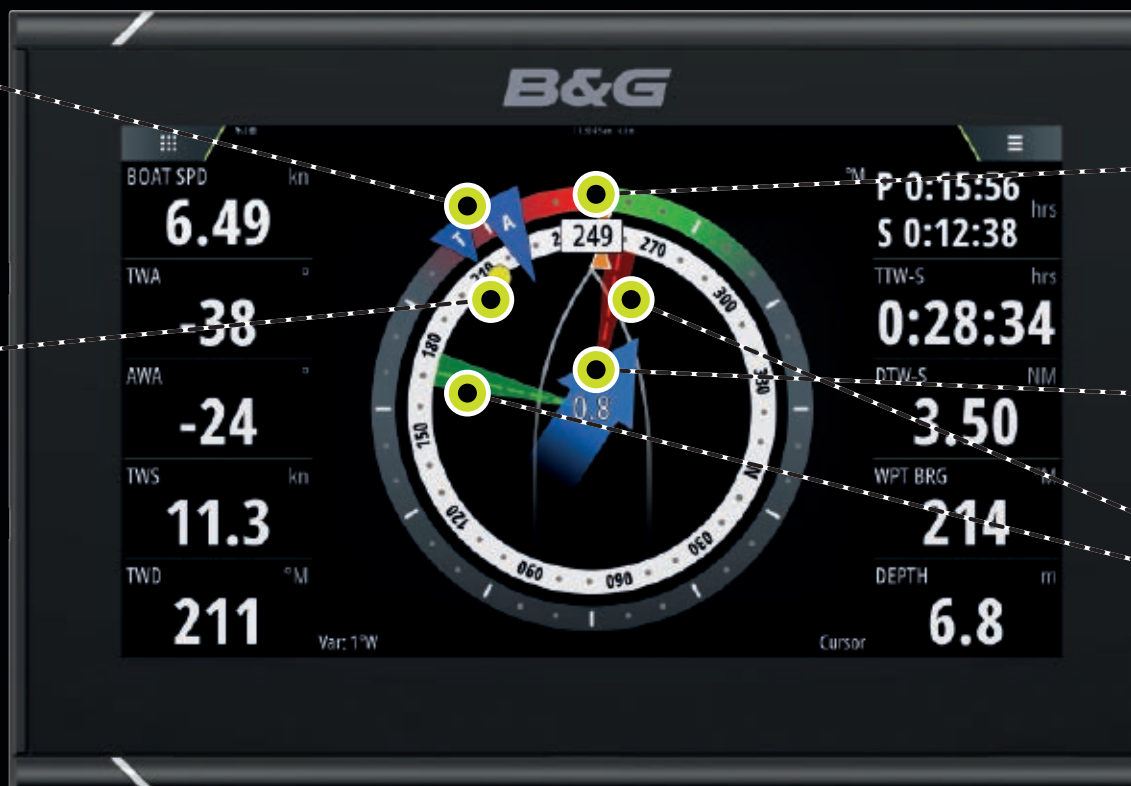 B&G
BOAT SPD kn
6.49
TWA °
-38
AWA °
-24
TWS kn
11.3
TWD °M
211
°M
P 0:15:56
hrs
S 0:12:38
TTW-S hrs
0:28:34
DTW-S NM
3.50
WPT BRG °M
214
DEPTH m
6.8
T
A
249
270
300
330
N
030
060
090
120
150
180
210
0.8
Var: 1°W
Cursor